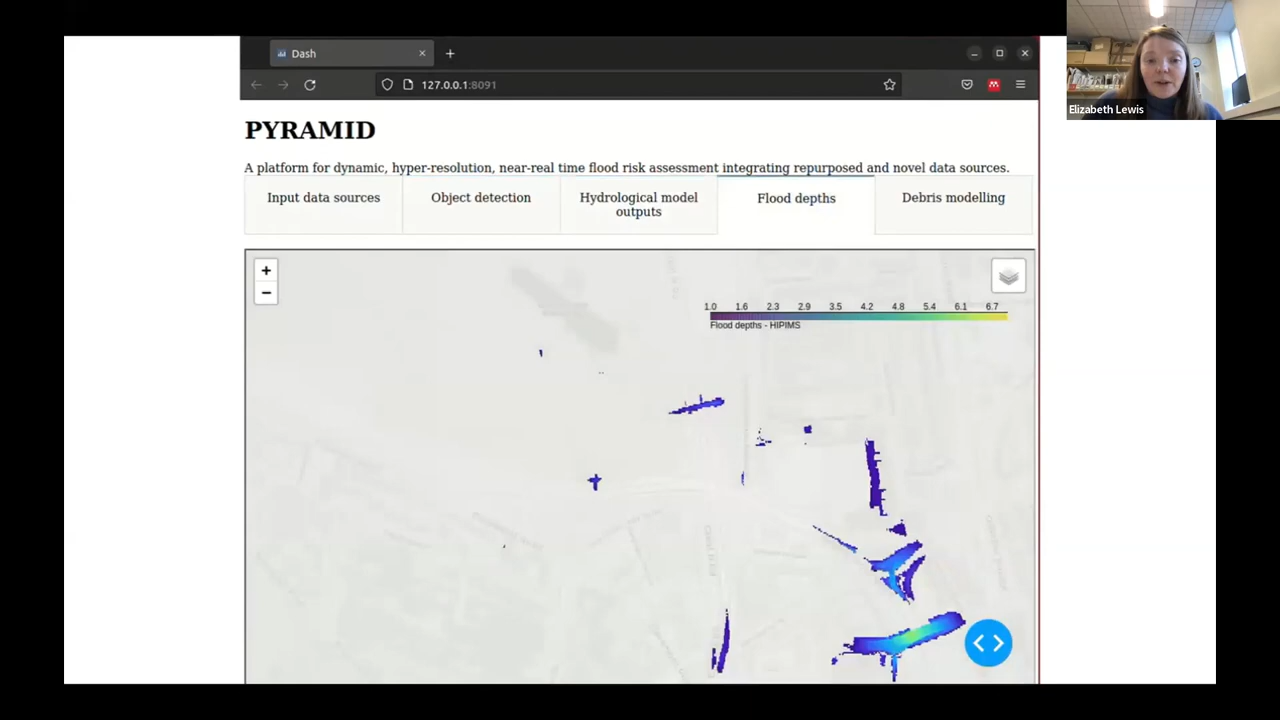 Dash
127.0.0.1:8091
Elizabeth Lewis
PYRAMID
A platform for dynamic, hyper-resolution, near-real time flood risk assessment integrating repurposed and novel data sources.
Input data sources
Object detection
Hydrological model
outputs
Flood depths
Debris modelling
+
−
1.0 1.6 2.3 2.9 3.5 4.2 4.8 5.4 6.1 6.7
Flood depths - HIPIMS